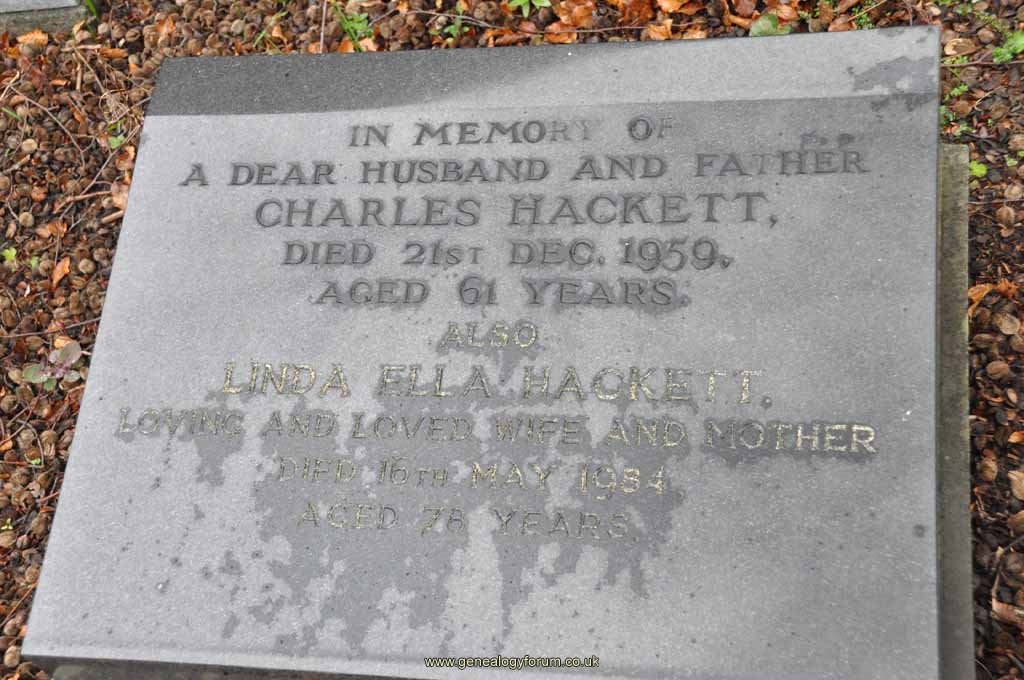 IN MEMORY OF
A DEAR HUSBAND AND FATHER
CHARLES HACKETT,
DIED 21ST DEC. 1959.
AGED 61 YEARS.
ALSO
LINDA ELLA HACKETT.
LOVING AND LOVED WIFE AND MOTHER
DIED 16TH MAY 1984
AGED 78 YEARS.
www.genealogyforum.co.uk